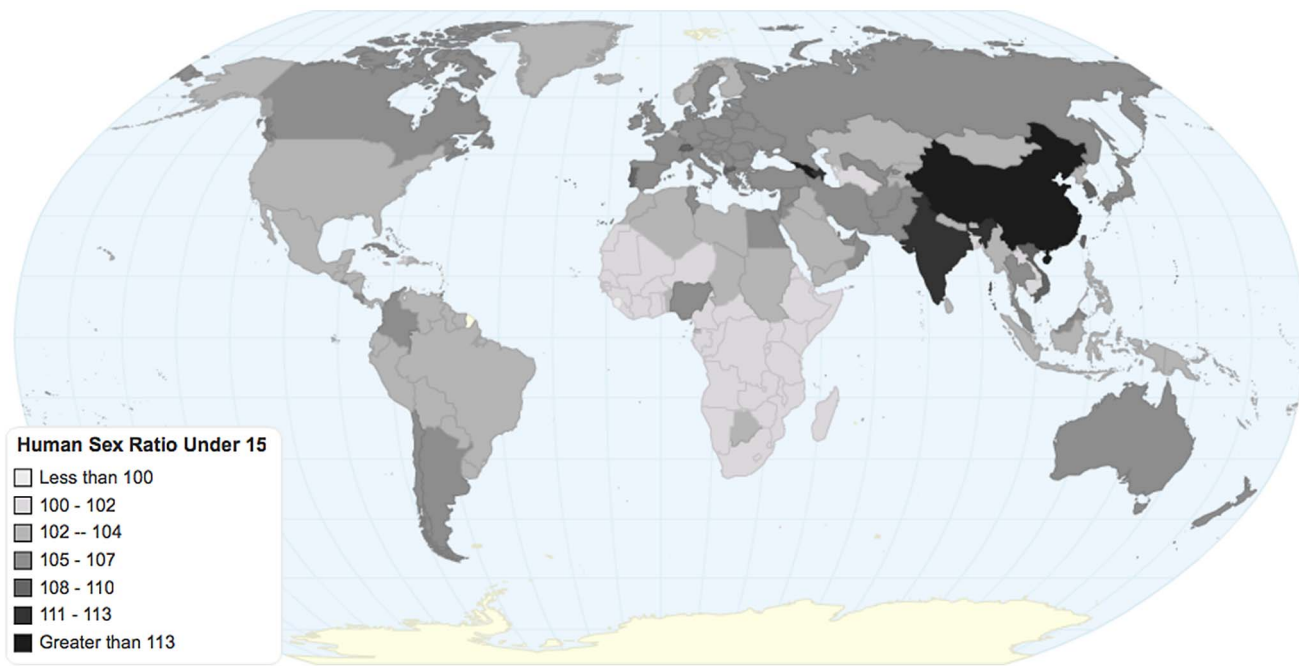 Human Sex Ratio Under 15
Less than 100
100 - 102
102 -- 104
105 - 107
108 - 110
111 - 113
Greater than 113